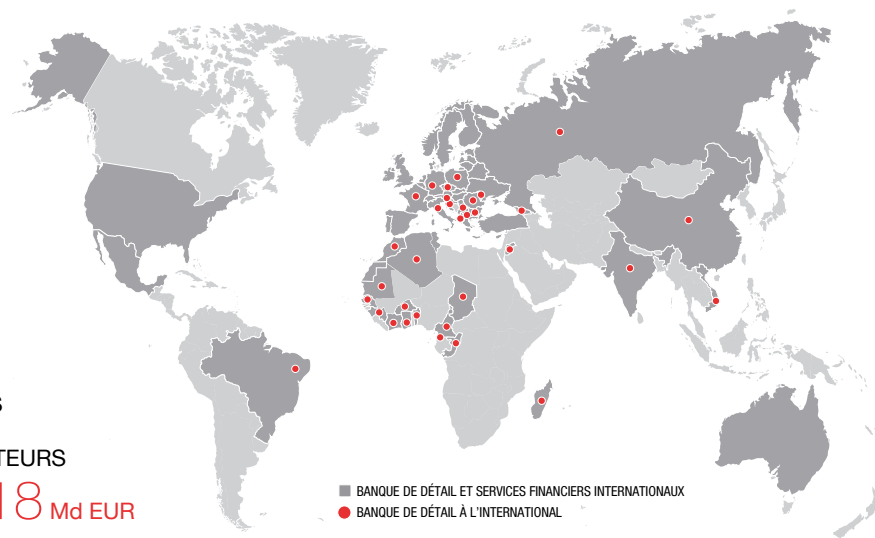 S
TEURS
18 Md EUR
BANQUE DE DÉTAIL ET SERVICES FINANCIERS INTERNATIONAUX
BANQUE DE DÉTAIL À L'INTERNATIONAL